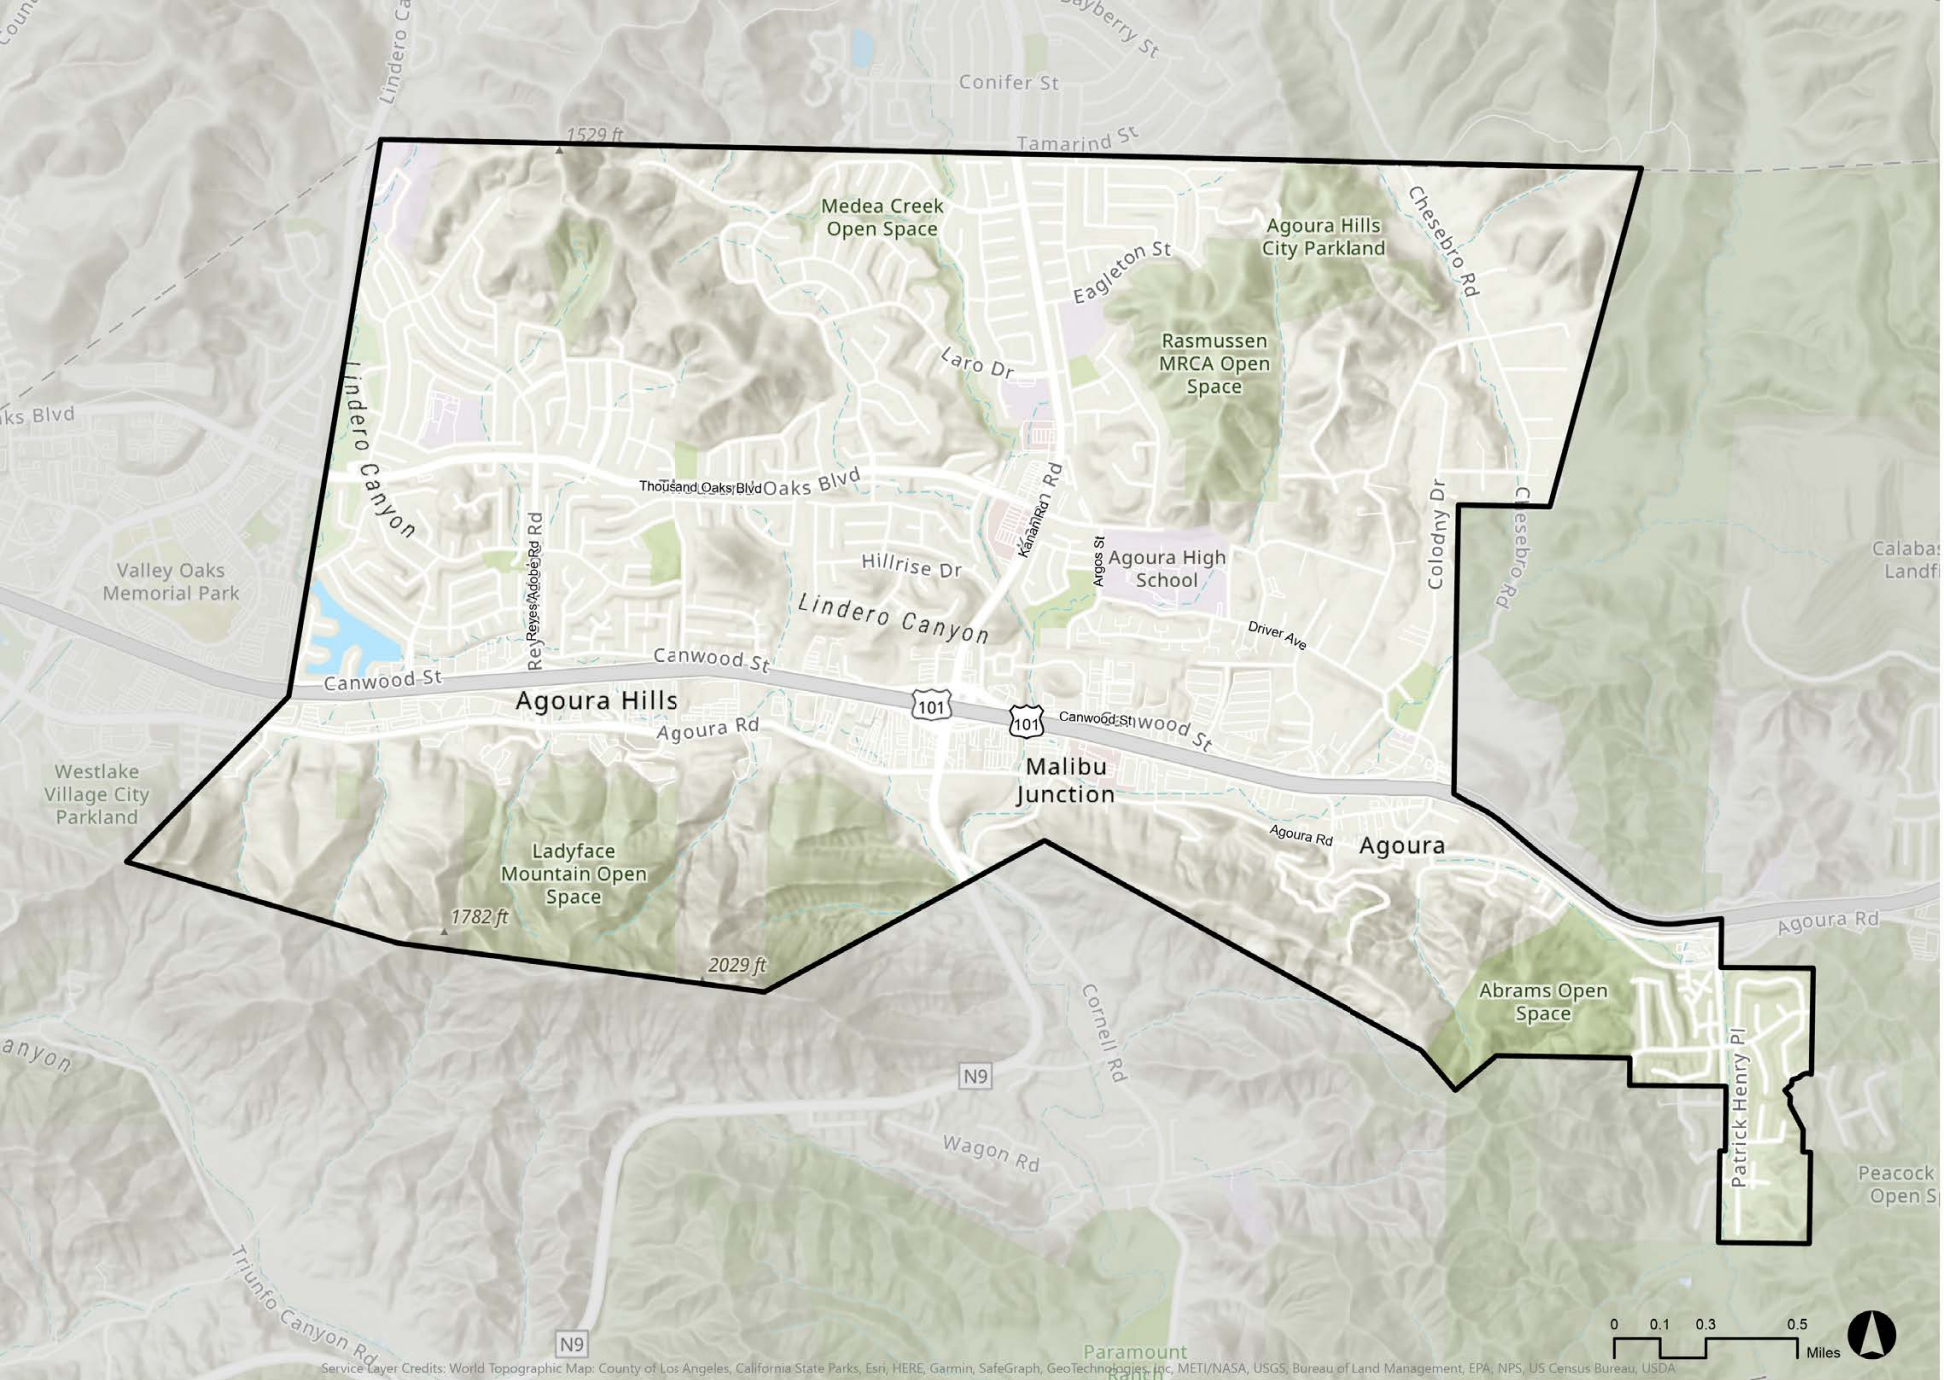 Coun
Lindero Ca
Bayberry St
Conifer St
Tamarind St
1529 ft
Medea Creek
Open Space
Agoura Hills
City Parkland
Chesebro Rd
Eagleton St
Rasmussen
MRCA Open
Space
Laro Dr
Lindero Canyon
aks Blvd
Thousand Oaks Blvd
Oaks Blvd
Kanan Rd
n Rd
Reyes Adobe Rd
Rey
Rd
Argos St
Agoura High
School
Colodny Dr
Chesebro Rd
Calabas
Landf
Valley Oaks
Memorial Park
Hillrise Dr
Lindero Canyon
Driver Ave
Canwood St
Canwood St
Agoura Hills
101
101
Canwood St
Canwood St
Agoura Rd
Malibu
Junction
Westlake
Village City
Parkland
Agoura Rd
Agoura
Ladyface
Mountain Open
Space
1782 ft
2029 ft
Agoura Rd
Abrams Open
Space
Cornell Rd
anyon
N9
Patrick Henry Pl
Wagon Rd
Peacock
Open S
Triunfo Canyon Rd
N9
Paramount
Ranch
0 0.1 0.3 0.5
Miles
Service Layer Credits: World Topographic Map: County of Los Angeles, California State Parks, Esri, HERE, Garmin, SafeGraph, GeoTechnologies, Inc, METI/NASA, USGS, Bureau of Land Management, EPA, NPS, US Census Bureau, USDA